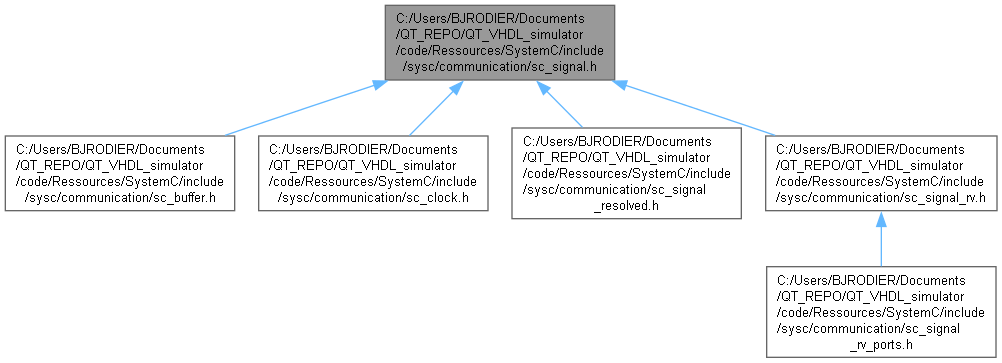 C:/Users/BJRODIER/Documents
/QT_REPO/QT_VHDL_simulator
/code/Ressources/SystemC/include
/sysc/communication/sc_signal.h
C:/Users/BJRODIER/Documents
/QT_REPO/QT_VHDL_simulator
/code/Ressources/SystemC/include
/sysc/communication/sc_buffer.h
C:/Users/BJRODIER/Documents
/QT_REPO/QT_VHDL_simulator
/code/Ressources/SystemC/include
/sysc/communication/sc_clock.h
C:/Users/BJRODIER/Documents
/QT_REPO/QT_VHDL_simulator
/code/Ressources/SystemC/include
/sysc/communication/sc_signal
_resolved.h
C:/Users/BJRODIER/Documents
/QT_REPO/QT_VHDL_simulator
/code/Ressources/SystemC/include
/sysc/communication/sc_signal_rv.h
C:/Users/BJRODIER/Documents
/QT_REPO/QT_VHDL_simulator
/code/Ressources/SystemC/include
/sysc/communication/sc_signal
_rv_ports.h